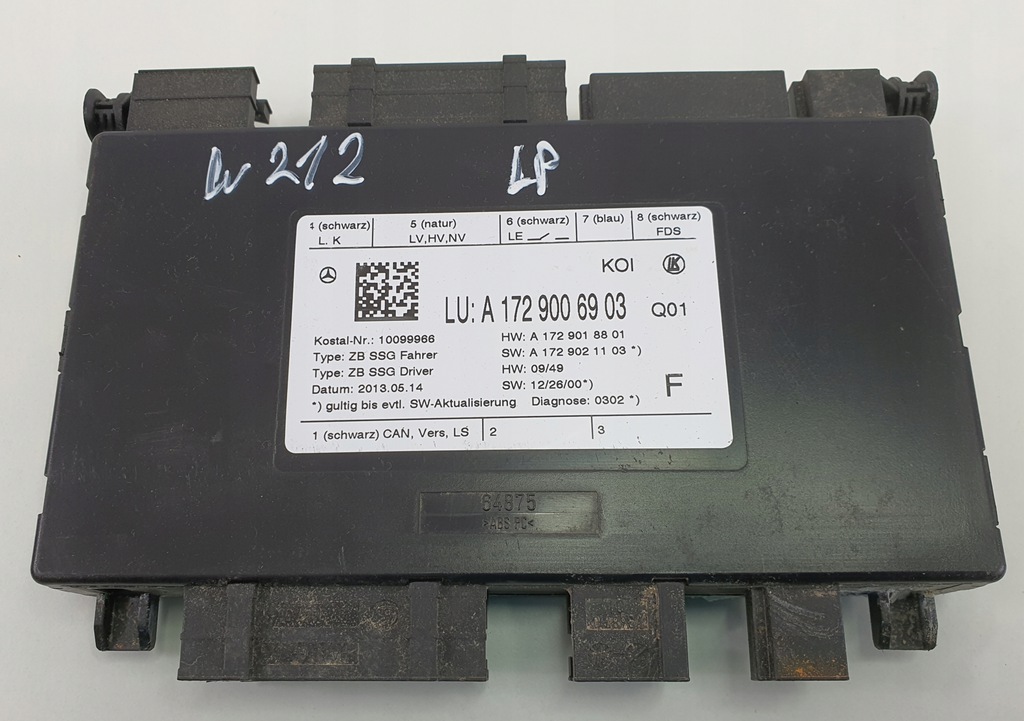 W 212 LP
4 (schwarz) 5 (natur) 6 (schwarz) 7 (blau) 8 (schwarz)
L. K LV,HV,NV LE FDS
KOI
LU: A 172 900 69 03 Q01
Kostal-Nr.: 10099966 HW: A 172 901 88 01
Type: ZB SSG Fahrer SW: A 172 902 11 03 *)
Type: ZB SSG Driver HW: 09/49
Datum: 2013.05.14 SW: 12/26/00*) F
*) gultig bis evtl. SW-Aktualisierung Diagnose: 0302 *)
1 (schwarz) CAN, Vers, LS 2 3
64675
>ABS PC<